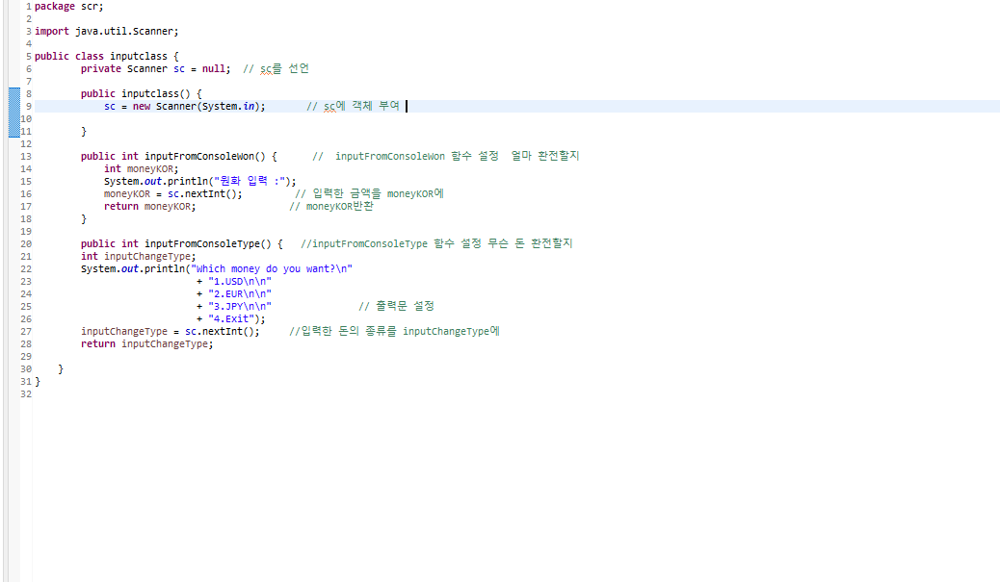 1 package scr;
2
3 import java.util.Scanner;
4
5 public class inputclass {
6 private Scanner sc = null; // sc를 선언
7
8 public inputclass() {
9 sc = new Scanner(System.in); // sc에 객체 부여
10
11 }
12
13 public int inputFromConsoleWon() { // inputFromConsoleWon 함수 설정 얼마 환전할지
14 int moneyKOR;
15 System.out.println("원화 입력 :");
16 moneyKOR = sc.nextInt(); // 입력한 금액을 moneyKOR에
17 return moneyKOR; // moneyKOR반환
18 }
19
20 public int inputFromConsoleType() { //inputFromConsoleType 함수 설정 무슨 돈 환전할지
21 int inputChangeType;
22 System.out.println("Which money do you want?\n"
23 + "1.USD\n\n"
24 + "2.EUR\n\n"
25 + "3.JPY\n\n" // 출력문 설정
26 + "4.Exit");
27 inputChangeType = sc.nextInt(); //입력한 돈의 종류를 inputChangeType에
28 return inputChangeType;
29
30 }
31 }
32